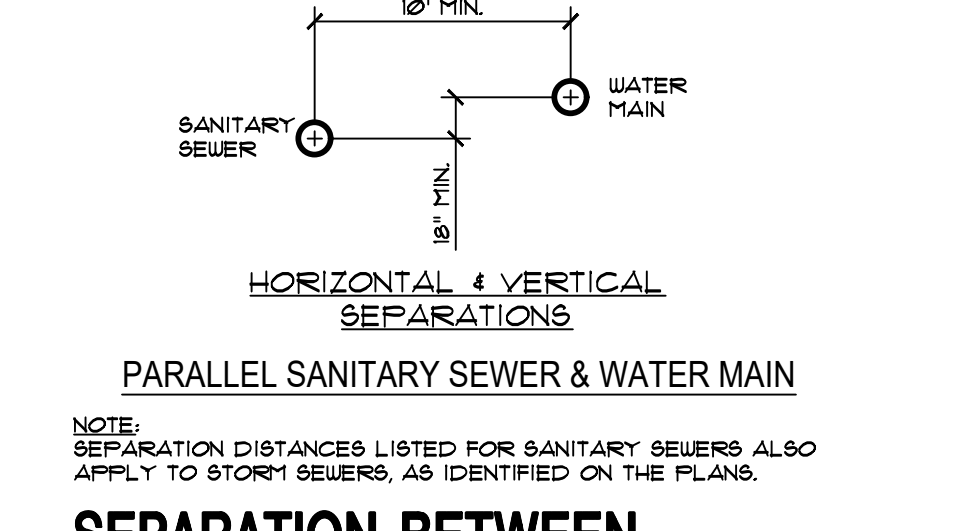 10' MIN.
WATER
MAIN
SANITARY
SEWER
18" MIN.
HORIZONTAL & VERTICAL
SEPARATIONS
PARALLEL SANITARY SEWER & WATER MAIN
NOTE:
SEPARATION DISTANCES LISTED FOR SANITARY SEWERS ALSO
APPLY TO STORM SEWERS, AS IDENTIFIED ON THE PLANS.
SEPARATION BETWEEN